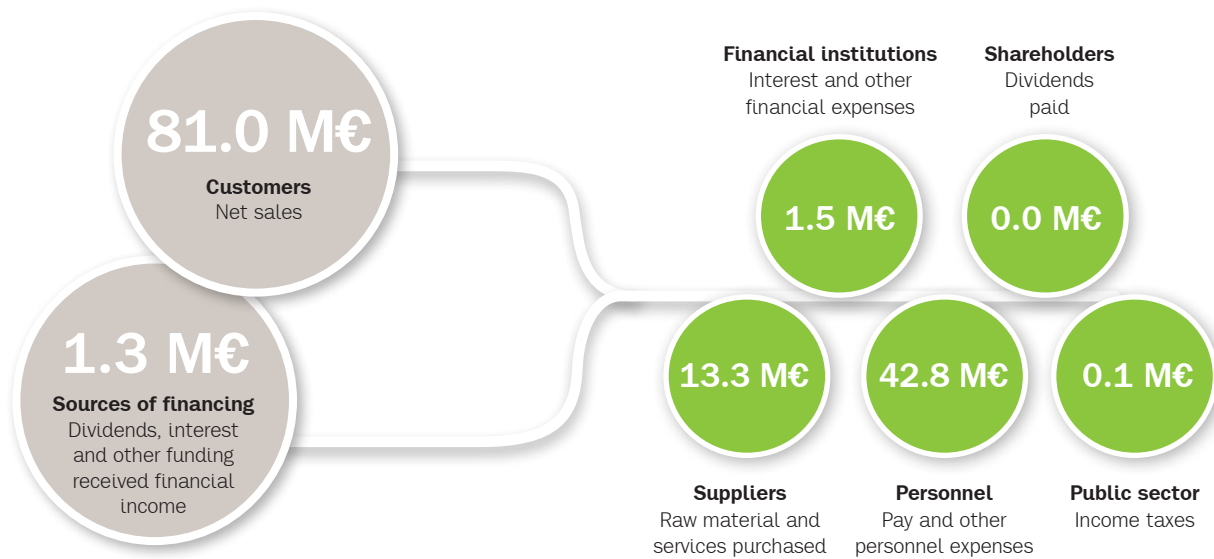 81.0 M€
Customers
Net sales
1.3 M€
Sources of financing
Dividends, interest
and other funding
received financial
income
Financial institutions
Interest and other
financial expenses
1.5 M€
Shareholders
Dividends
paid
0.0 M€
13.3 M€
Suppliers
Raw material and
services purchased
42.8 M€
Personnel
Pay and other
personnel expenses
0.1 M€
Public sector
Income taxes